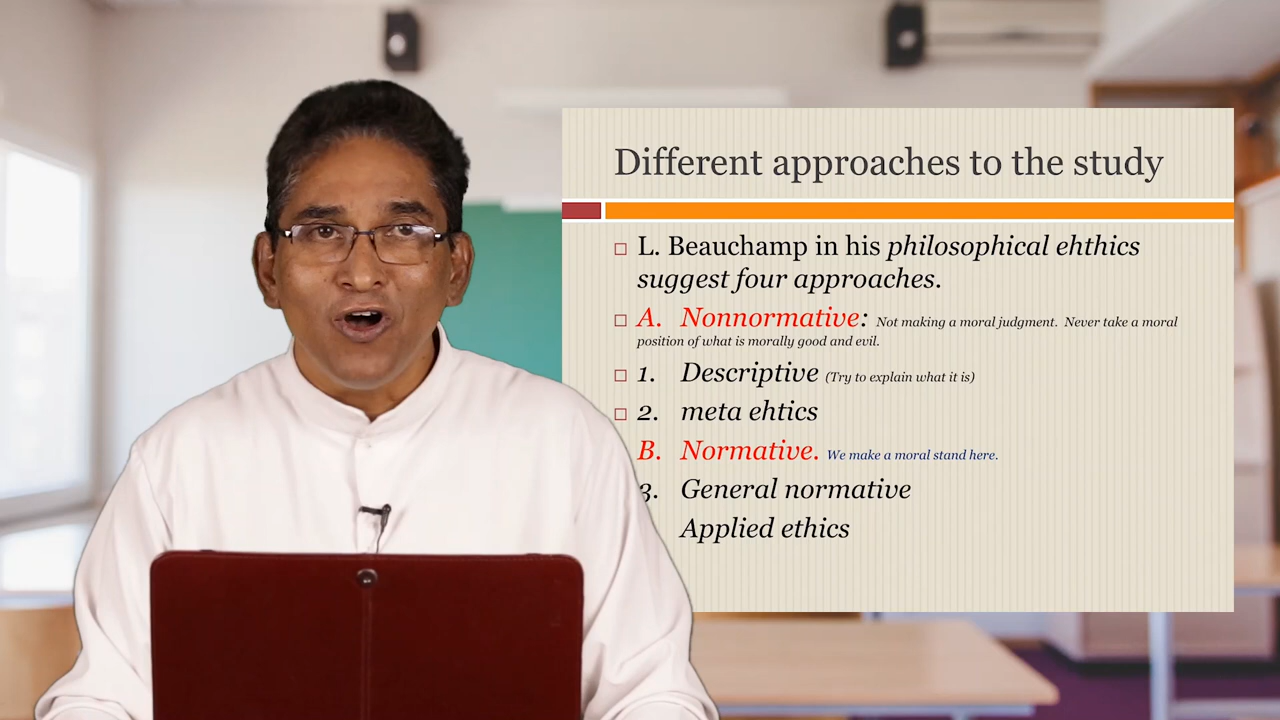 Different approaches to the study
L. Beauchamp in his philosophical ehthics
suggest four approaches.
A. Nonnormative: Not making a moral judgment. Never take a moral
position of what is morally good and evil.
1. Descriptive (Try to explain what it is)
2. meta ehtics
B. Normative. We make a moral stand here.
3. General normative
Applied ethics